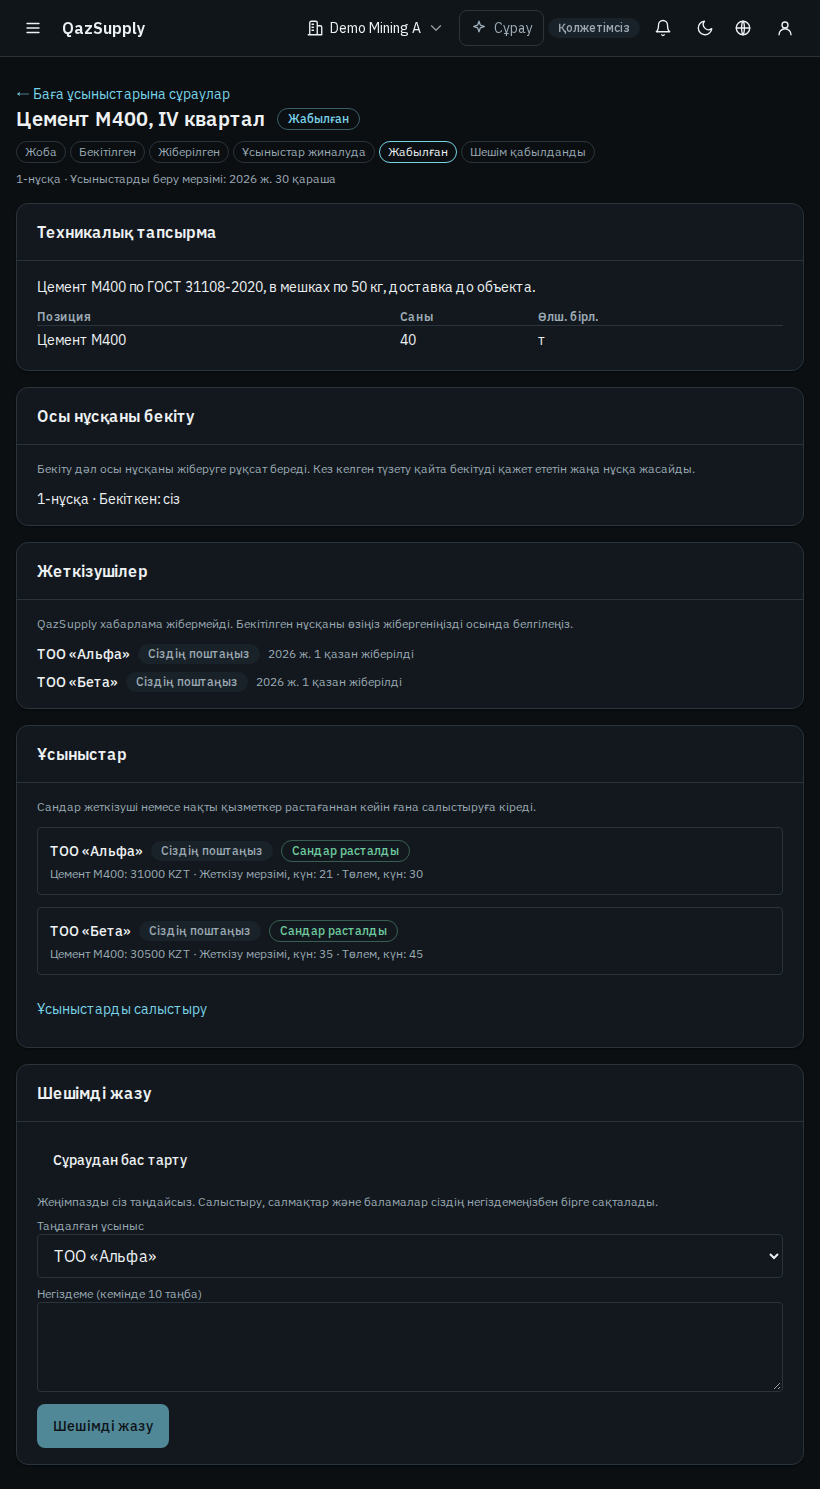 QazSupply
Demo Mining A
Сұрау
Қолжетімсіз
← Баға ұсыныстарына сұраулар
Цемент М400, IV квартал Жабылған
Жоба Бекітілген Жіберілген Ұсыныстар жиналуда Жабылған Шешім қабылданды
1-нұсқа · Ұсыныстарды беру мерзімі: 2026 ж. 30 қараша
Техникалық тапсырма
Цемент М400 по ГОСТ 31108-2020, в мешках по 50 кг, доставка до объекта.
Позиция Саны Өлш. бірл.
Цемент М400 40 т
Осы нұсқаны бекіту
Бекіту дәл осы нұсқаны жіберуге рұқсат береді. Кез келген түзету қайта бекітуді қажет ететін жаңа нұсқа жасайды.
1-нұсқа · Бекіткен: сіз
Жеткізушілер
QazSupply хабарлама жібермейді. Бекітілген нұсқаны өзіңіз жібергеніңізді осында белгілеңіз.
ТОО «Альфа» Сіздің поштаңыз 2026 ж. 1 қазан жіберілді
ТОО «Бета» Сіздің поштаңыз 2026 ж. 1 қазан жіберілді
Ұсыныстар
Сандар жеткізуші немесе нақты қызметкер растағаннан кейін ғана салыстыруға кіреді.
ТОО «Альфа» Сіздің поштаңыз Сандар расталды
Цемент М400: 31000 KZT · Жеткізу мерзімі, күн: 21 · Төлем, күн: 30
ТОО «Бета» Сіздің поштаңыз Сандар расталды
Цемент М400: 30500 KZT · Жеткізу мерзімі, күн: 35 · Төлем, күн: 45
Ұсыныстарды салыстыру
Шешімді жазу
Сұраудан бас тарту
Жеңімпазды сіз таңдайсыз. Салыстыру, салмақтар және баламалар сіздің негіздемеңізбен бірге сақталады.
Таңдалған ұсыныс
ТОО «Альфа»
Негіздеме (кемінде 10 таңба)
Шешімді жазу